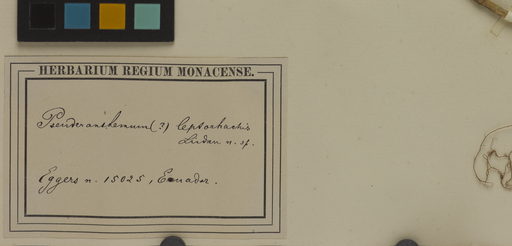 HERBARIUM REGIUM MONACENSE.
Pseuderanthemum (?) leptorhachis
Lindau n. sp.
Eggers n. 15025, Ecuador.